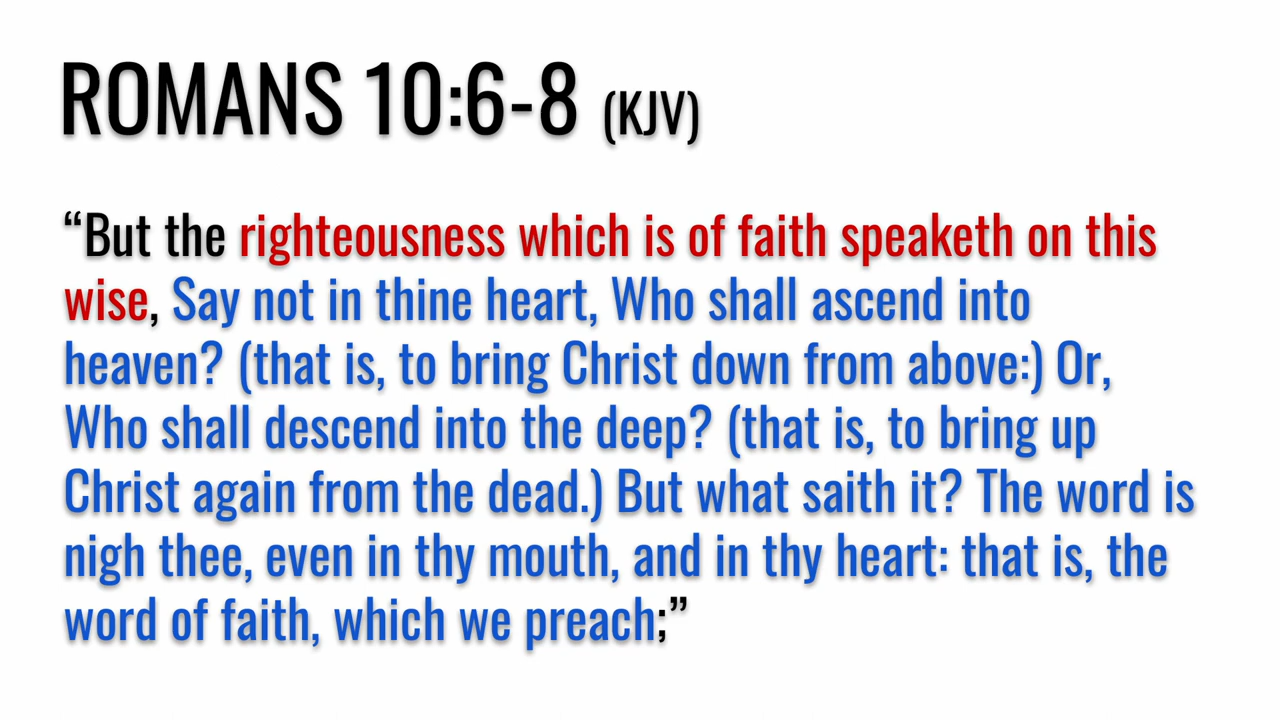 ROMANS 10:6-8 (KJV)
“But the righteousness which is of faith speaketh on this
wise, Say not in thine heart, Who shall ascend into
heaven? (that is, to bring Christ down from above:) Or,
Who shall descend into the deep? (that is, to bring up
Christ again from the dead.) But what saith it? The word is
nigh thee, even in thy mouth, and in thy heart: that is, the
word of faith, which we preach;”